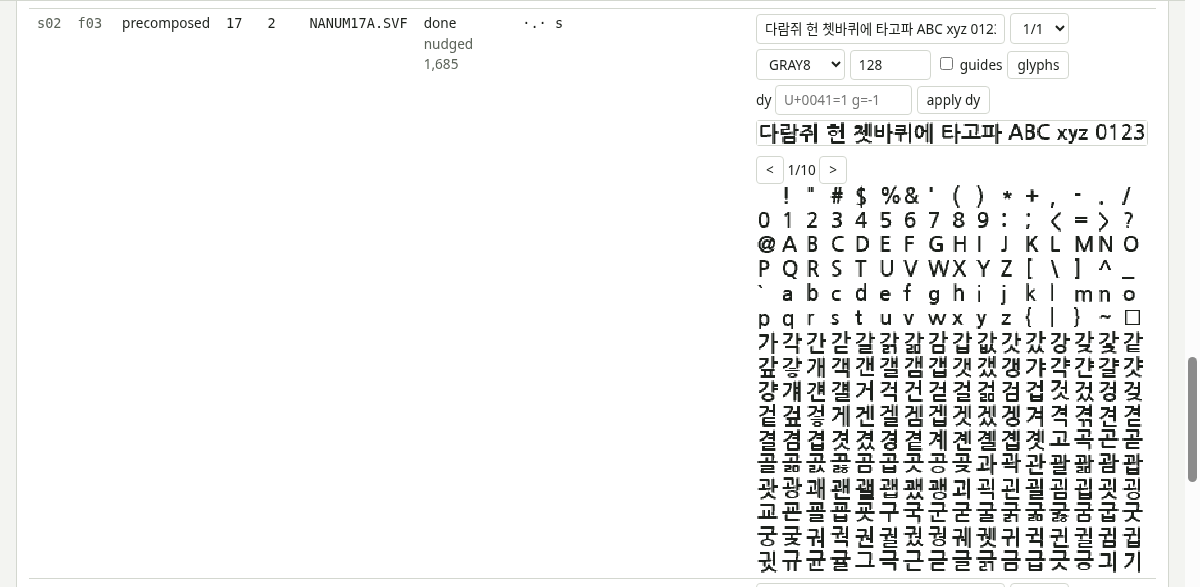 s02 f03 precomposed 17 2 NANUM17A.SVF done ·.· s
nudged
1,685
다람쥐 헌 쳇바퀴에 타고파 ABC xyz 012 1/1
GRAY8 128 guides glyphs
dy U+0041=1 g=-1 apply dy
다람쥐 헌 쳇바퀴에 타고파 ABC xyz 0123
< 1/10 >
! " # $ % & ' ( ) * + , - . /
0 1 2 3 4 5 6 7 8 9 : ; < = > ?
@ A B C D E F G H I J K L M N O
P Q R S T U V W X Y Z [ \ ] ^ _
` a b c d e f g h i j k l m n o
p q r s t u v w x y z { | } ~ □
가 각 간 갇 갈 갉 갊 감 갑 값 갓 갔 강 갖 갗 같
갚 갛 개 객 갠 갤 갬 갭 갯 갰 갱 갸 갹 갼 걀 걋
걍 걔 걘 걜 거 걱 건 걷 걸 걺 검 겁 것 겄 겅 겆
겉 겊 겋 게 겐 겔 겜 겝 겟 겠 겡 겨 격 겪 견 겯
결 겸 겹 겻 겼 경 곁 계 곈 곌 곕 곗 고 곡 곤 곧
골 곪 곬 곯 곰 곱 곳 공 곶 과 곽 관 괄 괆 괌 괍
괏 광 괘 괜 괠 괩 괬 괭 괴 괵 괸 괼 굄 굅 굇 굉
교 굔 굘 굡 굣 구 국 군 굳 굴 굵 굶 굻 굼 굽 굿
궁 궂 궈 궉 권 궐 궜 궝 궤 궷 귀 귁 귄 귈 귐 귑
귓 규 균 귤 그 극 근 귿 글 긁 금 급 긋 긍 긔 기